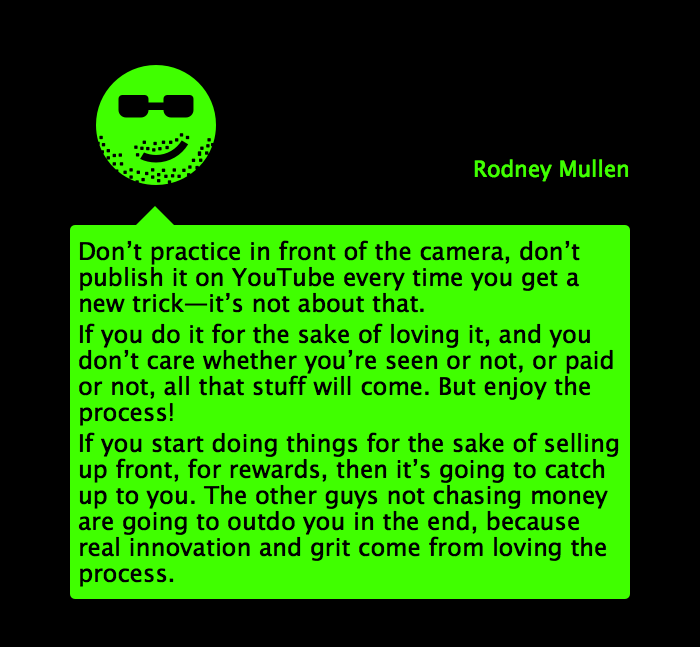 Rodney Mullen
Don’t practice in front of the camera, don’t
publish it on YouTube every time you get a
new trick—it’s not about that.
If you do it for the sake of loving it, and you
don’t care whether you’re seen or not, or paid
or not, all that stuff will come. But enjoy the
process!
If you start doing things for the sake of selling
up front, for rewards, then it’s going to catch
up to you. The other guys not chasing money
are going to outdo you in the end, because
real innovation and grit come from loving the
process.